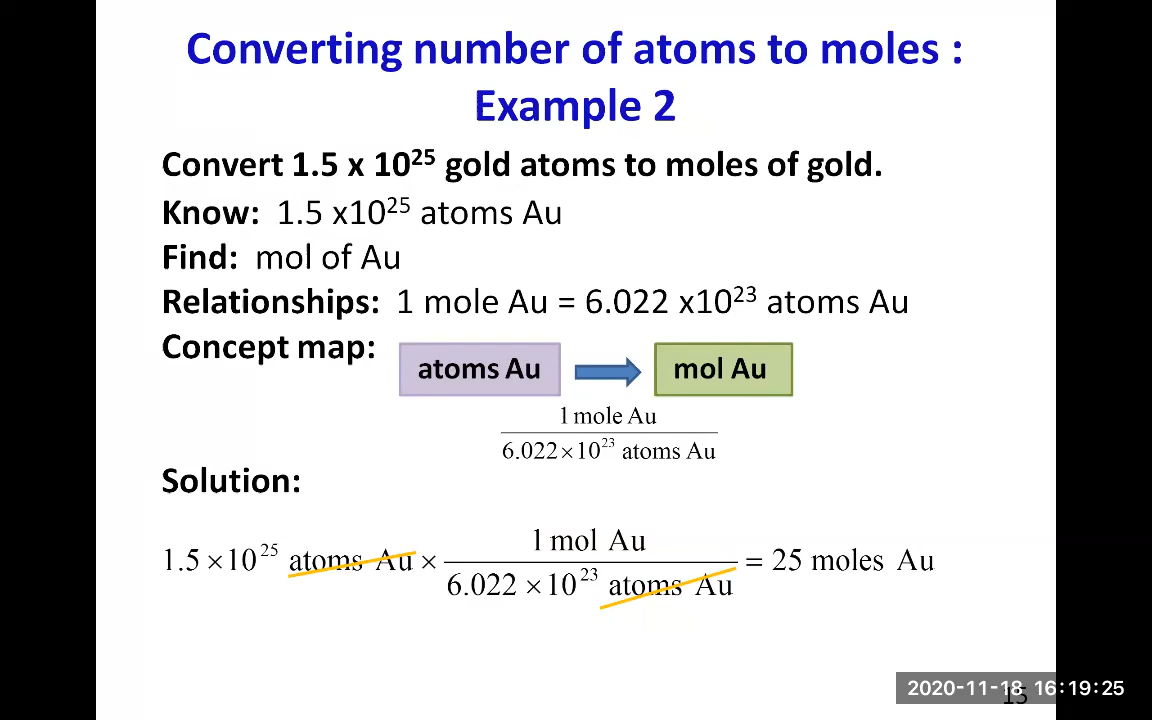 Converting number of atoms to moles :
Example 2
Convert 1.5 x 10²⁵ gold atoms to moles of gold.
Know: 1.5 x10²⁵ atoms Au
Find: mol of Au
Relationships: 1 mole Au = 6.022 x10²³ atoms Au
Concept map:
atoms Au
mol Au
1 mole Au
6.022×10²³ atoms Au
Solution:
1.5×10²⁵ atoms Au × 1 mol Au / 6.022×10²³ atoms Au = 25 moles Au
2020-11-18 16:19:25
15